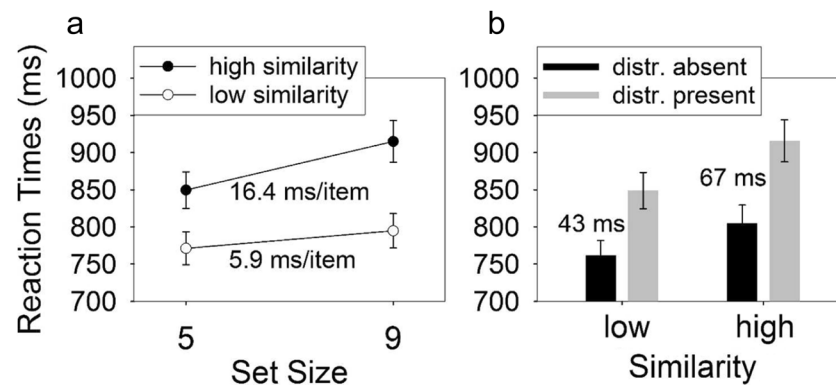 a
high similarity
low similarity
Reaction Times (ms)
1000
950
900
850
800
750
700
16.4 ms/item
5.9 ms/item
5
9
Set Size
b
distr. absent
distr. present
1000
950
900
850
800
750
700
43 ms
67 ms
low
high
Similarity